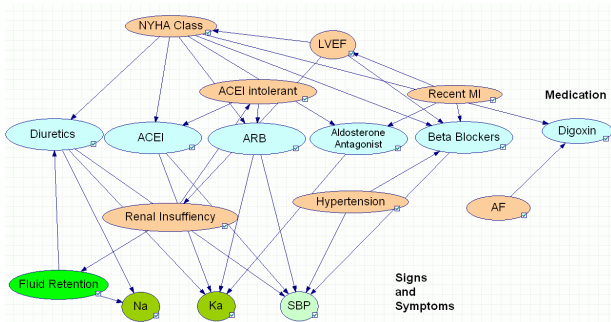 NYHA Class
LVEF
ACEI intolerant
Recent MI
Medication
Diuretics
ACEI
ARB
Aldosterone
Antagonist
Beta Blockers
Digoxin
Renal Insuffiency
Hypertension
AF
Fluid Retention
Na
Ka
SBP
Signs
and
Symptoms